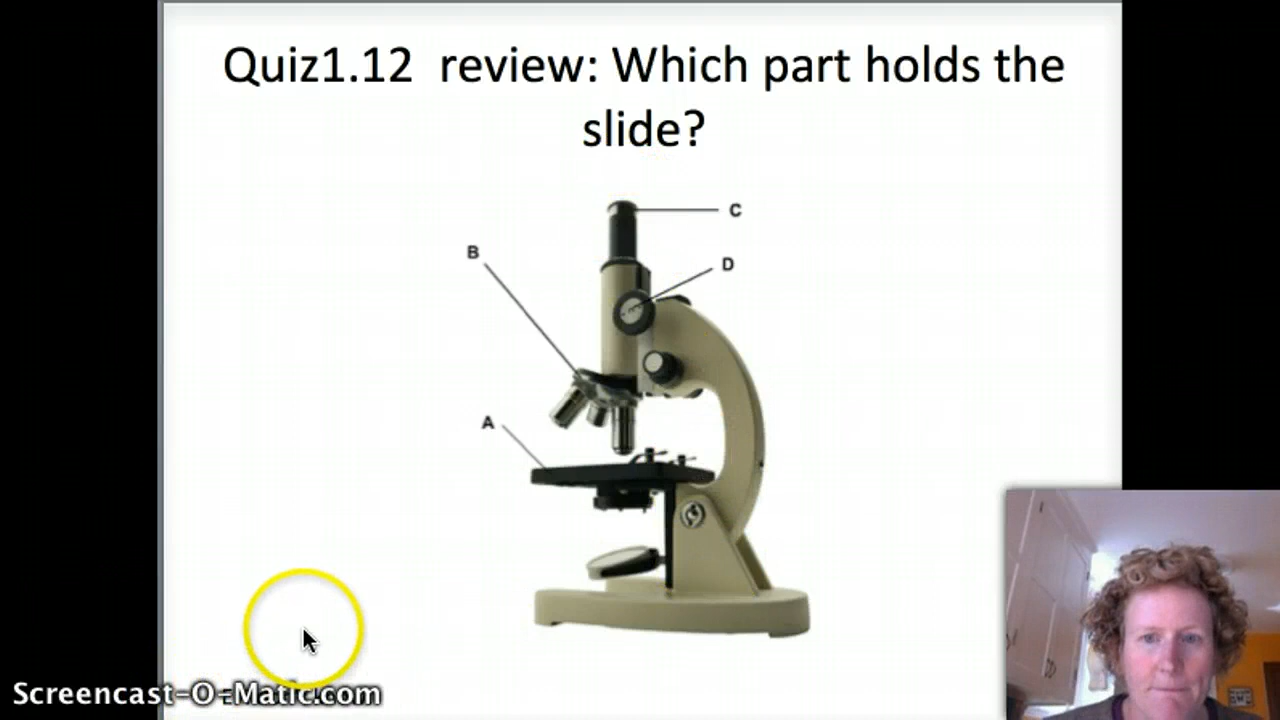 Quiz1.12 review: Which part holds the
slide?
C
B
D
A
Screencast-O-Matic.com